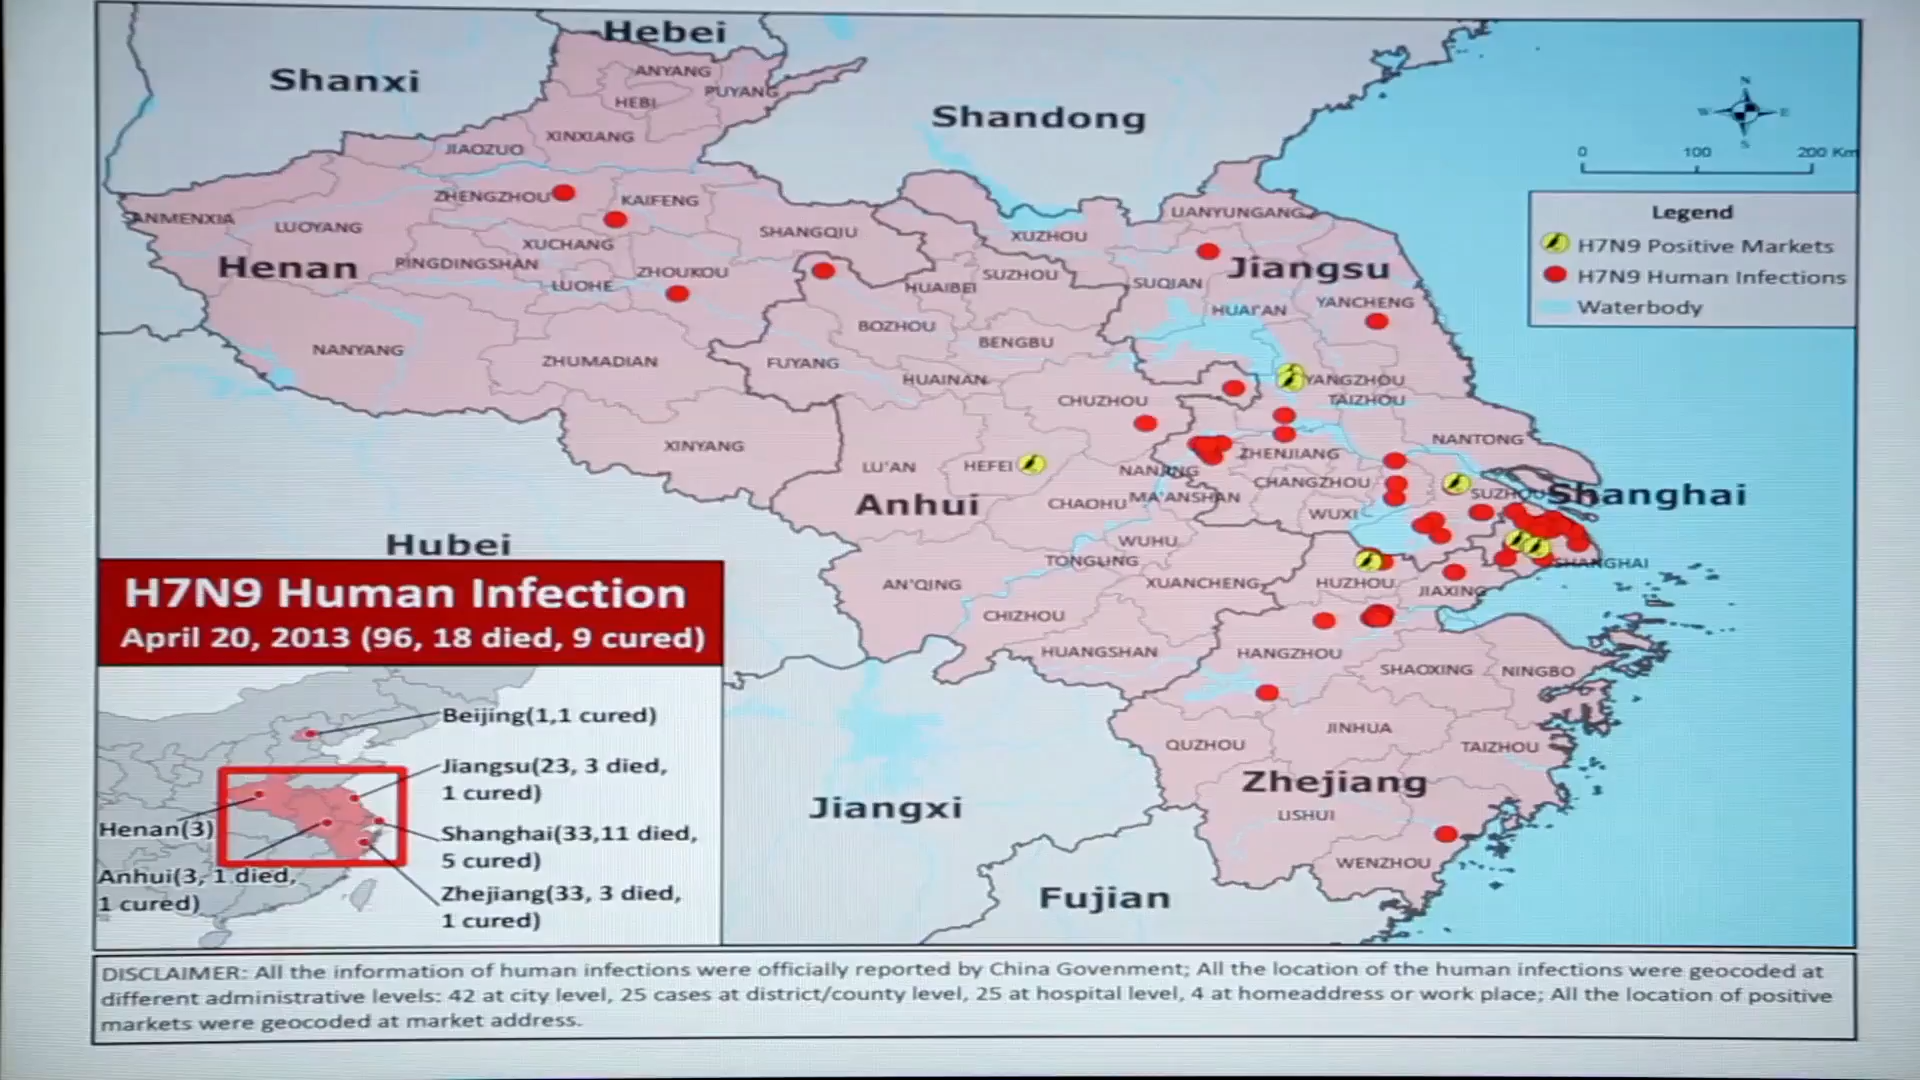 Hebei
Shanxi
ANYANG
PUYANG
HEBI
Shandong
XINXIANG
JIAOZUO
N
W E
S
0 100 200 Km
ZHENGZHOU
KAIFENG
SANMENXIA
LUOYANG
XUCHANG
SHANGQIU
XUZHOU
LIANYUNGANG
Legend
H7N9 Positive Markets
H7N9 Human Infections
Waterbody
Henan
PINGDINGSHAN
LUOHE
ZHOUKOU
HUAIBEI
SUZHOU
SUQIAN
Jiangsu
HUAI'AN
YANCHENG
NANYANG
ZHUMADIAN
FUYANG
BOZHOU
BENGBU
HUAINAN
CHUZHOU
YANGZHOU
TAIZHOU
XINYANG
LU'AN
HEFEI
NANJING
ZHENJIANG
NANTONG
Anhui
CHAOHU
MA'ANSHAN
CHANGZHOU
WUXI
SUZHOU
Shanghai
Hubei
WUHU
TONGLING
AN'QING
XUANCHENG
HUZHOU
JIAXING
SHANGHAI
CHIZHOU
HUANGSHAN
HANGZHOU
SHAOXING
NINGBO
QUZHOU
JINHUA
TAIZHOU
Jiangxi
Zhejiang
LISHUI
WENZHOU
Fujian
H7N9 Human Infection
April 20, 2013 (96, 18 died, 9 cured)
Beijing(1,1 cured)
Jiangsu(23, 3 died,
1 cured)
Henan(3)
Shanghai(33,11 died,
5 cured)
Anhui(3, 1 died,
1 cured)
Zhejiang(33, 3 died,
1 cured)
DISCLAIMER: All the information of human infections were officially reported by China Govenment; All the location of the human infections were geocoded at
different administrative levels: 42 at city level, 25 cases at district/county level, 25 at hospital level, 4 at homeaddress or work place; All the location of positive
markets were geocoded at market address.